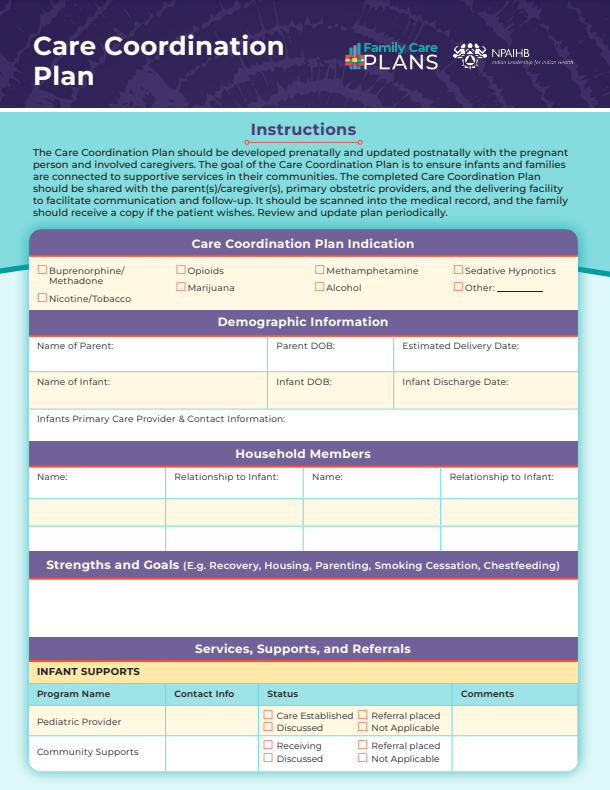 Care Coordination
Plan
Family Care
PLANS
NPAIHB
Indian Leadership for Indian Health
Instructions
The Care Coordination Plan should be developed prenatally and updated postnatally with the pregnant
person and involved caregivers. The goal of the Care Coordination Plan is to ensure infants and families
are connected to supportive services in their communities. The completed Care Coordination Plan
should be shared with the parent(s)/caregiver(s), primary obstetric providers, and the delivering facility
to facilitate communication and follow-up. It should be scanned into the medical record, and the family
should receive a copy if the patient wishes. Review and update plan periodically.
Care Coordination Plan Indication
Buprenorphine/
Methadone
Opioids
Methamphetamine
Sedative Hypnotics
Nicotine/Tobacco
Marijuana
Alcohol
Other:
Demographic Information
Name of Parent:
Parent DOB:
Estimated Delivery Date:
Name of Infant:
Infant DOB:
Infant Discharge Date:
Infants Primary Care Provider & Contact Information:
Household Members
Name:
Relationship to Infant:
Name:
Relationship to Infant:
Strengths and Goals (E.g. Recovery, Housing, Parenting, Smoking Cessation, Chestfeeding)
Services, Supports, and Referrals
INFANT SUPPORTS
Program Name
Contact Info
Status
Comments
Pediatric Provider
Care Established
Referral placed
Discussed
Not Applicable
Community Supports
Receiving
Referral placed
Discussed
Not Applicable